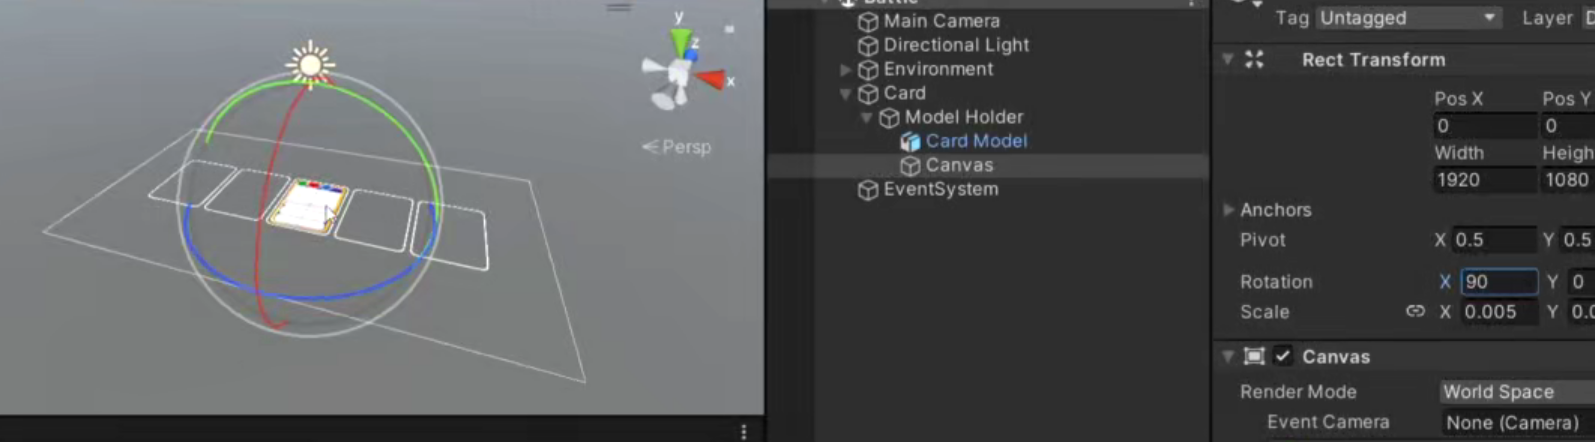 y
z
x
Persp
Battle
Main Camera
Directional Light
Environment
Card
Model Holder
Card Model
Canvas
EventSystem
Tag Untagged Layer D
Rect Transform
Pos X Pos Y
0 0
Width Heigh
1920 1080
Anchors
Pivot X 0.5 Y 0.5
Rotation X 90 Y 0
Scale X 0.005 Y 0.0
Canvas
Render Mode World Space
Event Camera None (Camera)